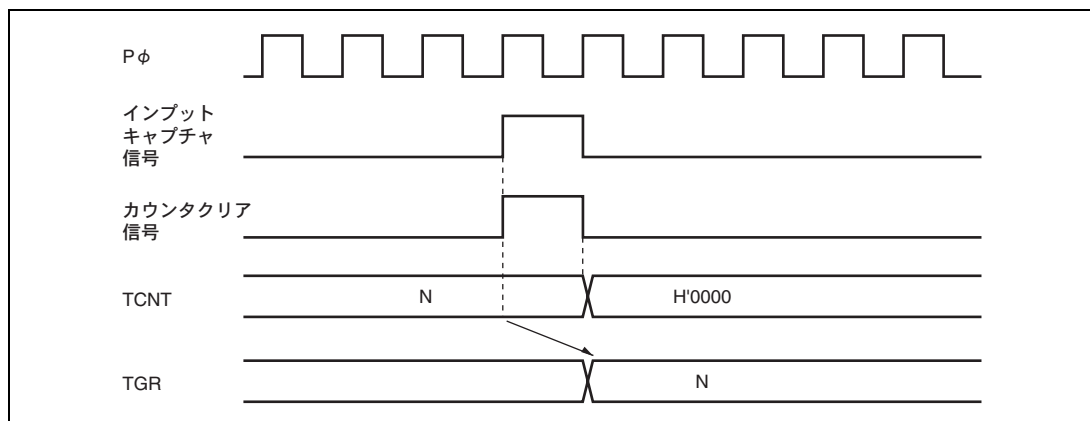 Pφ
インプット
キャプチャ
信号
カウンタクリア
信号
TCNT
N
H'0000
TGR
N